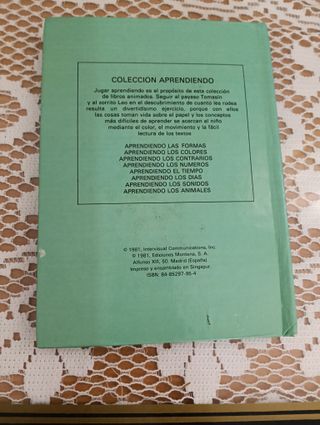 COLECCION APRENDIENDO
Jugar aprendiendo es el propósito de esta colección
de libros animados. Seguir al payaso Tomasín
y al zorrito Leo en el descubrimiento de cuanto les rodea
resulta un divertidísimo ejercicio, porque con ellos
las cosas toman vida sobre el papel y los conceptos
más difíciles de aprender se acercan al niño
mediante el color, el movimiento y la fácil
lectura de los textos
APRENDIENDO LAS FORMAS
APRENDIENDO LOS COLORES
APRENDIENDO LOS CONTRARIOS
APRENDIENDO LOS NUMEROS
APRENDIENDO EL TIEMPO
APRENDIENDO LOS DIAS
APRENDIENDO LOS SONIDOS
APRENDIENDO LOS ANIMALES
© 1981, Intervisual Communications, Inc.
© 1981, Ediciones Montena, S. A.
Alfonso XII, 50. Madrid (España)
Impreso y ensamblado en Singapur
ISBN: 84-85297-95-4